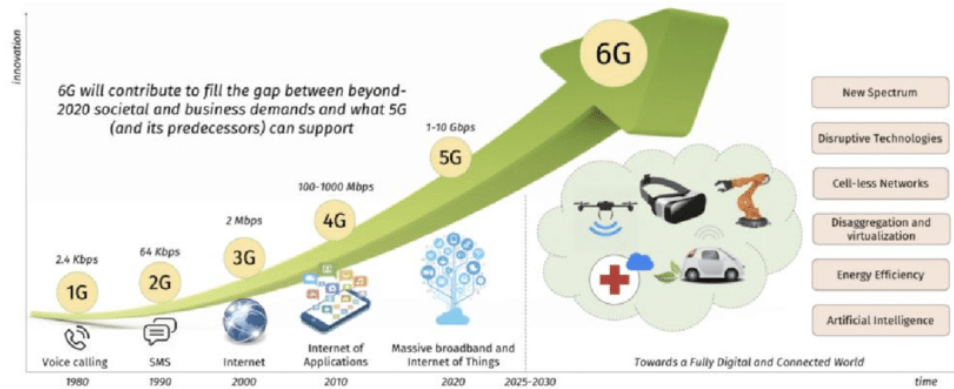 innovation
6G will contribute to fill the gap between beyond-
2020 societal and business demands and what 5G
(and its predecessors) can support
2.4 Kbps
1G
Voice calling
1980
64 Kbps
2G
SMS
1990
2 Mbps
3G
Internet
2000
100-1000 Mbps
4G
Internet of
Applications
2010
1-10 Gbps
5G
Massive broadband and
Internet of Things
2020
6G
2025-2030
Towards a Fully Digital and Connected World
time
New Spectrum
Disruptive Technologies
Cell-less Networks
Disaggregation and
virtualization
Energy Efficiency
Artificial Intelligence